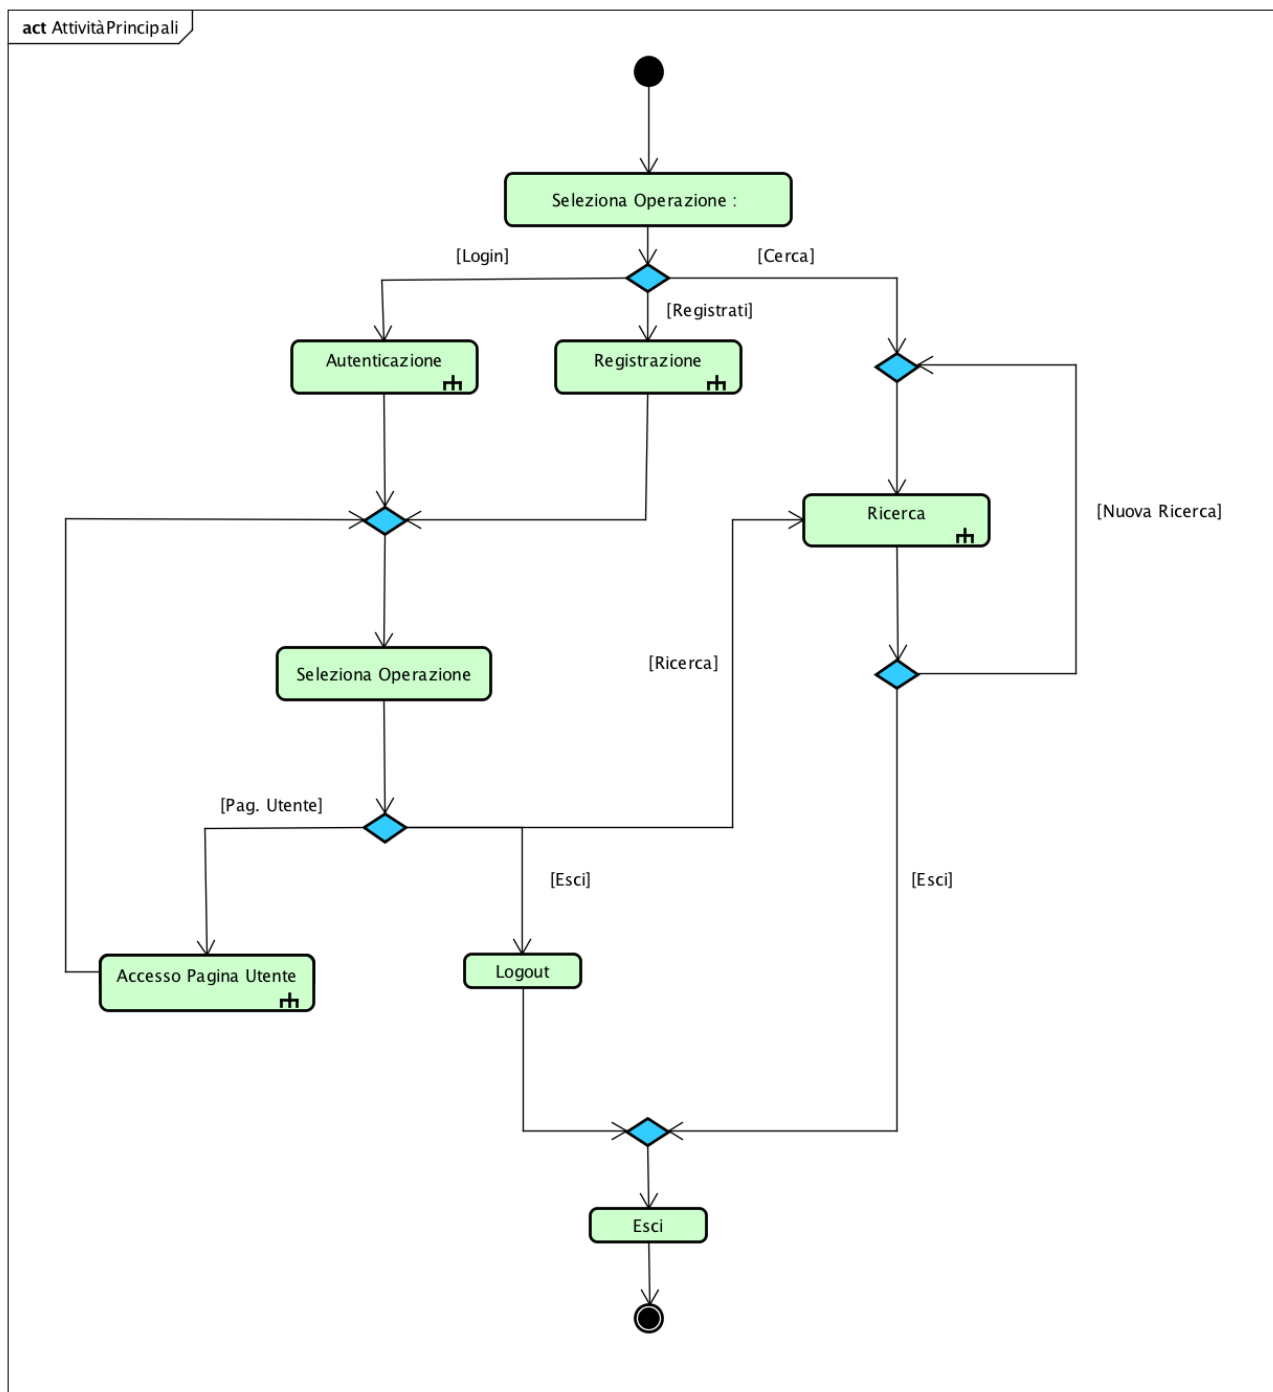 act AttivitàPrincipali
Seleziona Operazione :
[Login]
[Cerca]
[Registrati]
Autenticazione
Registrazione
Ricerca
[Nuova Ricerca]
[Ricerca]
Seleziona Operazione
[Pag. Utente]
[Esci]
[Esci]
Accesso Pagina Utente
Logout
Esci